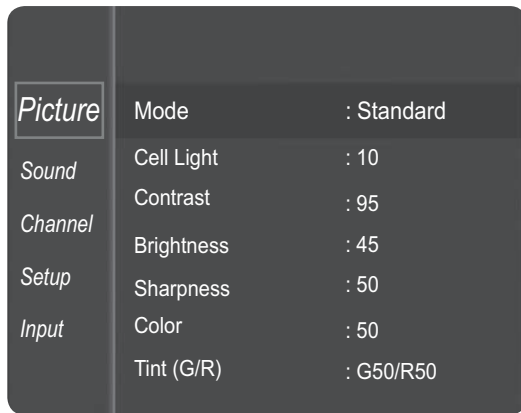 Picture
Sound
Channel
Setup
Input
Mode : Standard
Cell Light : 10
Contrast : 95
Brightness : 45
Sharpness : 50
Color : 50
Tint (G/R) : G50/R50